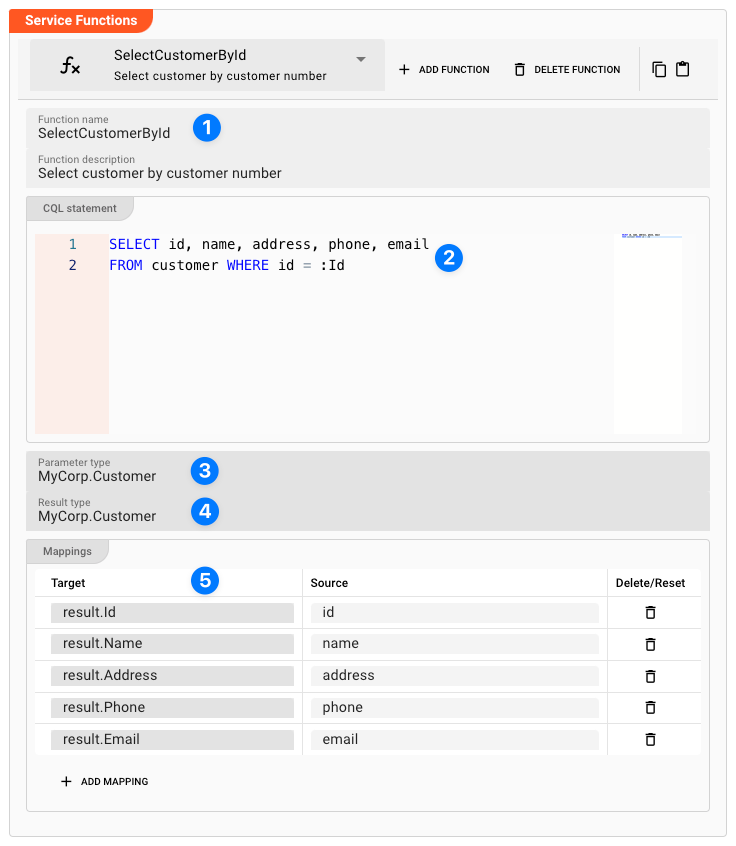 Service Functions
SelectCustomerById
Select customer by customer number
ADD FUNCTION
DELETE FUNCTION
Function name
SelectCustomerById
1
Function description
Select customer by customer number
CQL statement
1 SELECT id, name, address, phone, email
2 FROM customer WHERE id = :Id
2
Parameter type
MyCorp.Customer
3
Result type
MyCorp.Customer
4
Mappings
5
Target Source Delete/Reset
result.Id id
result.Name name
result.Address address
result.Phone phone
result.Email email
ADD MAPPING